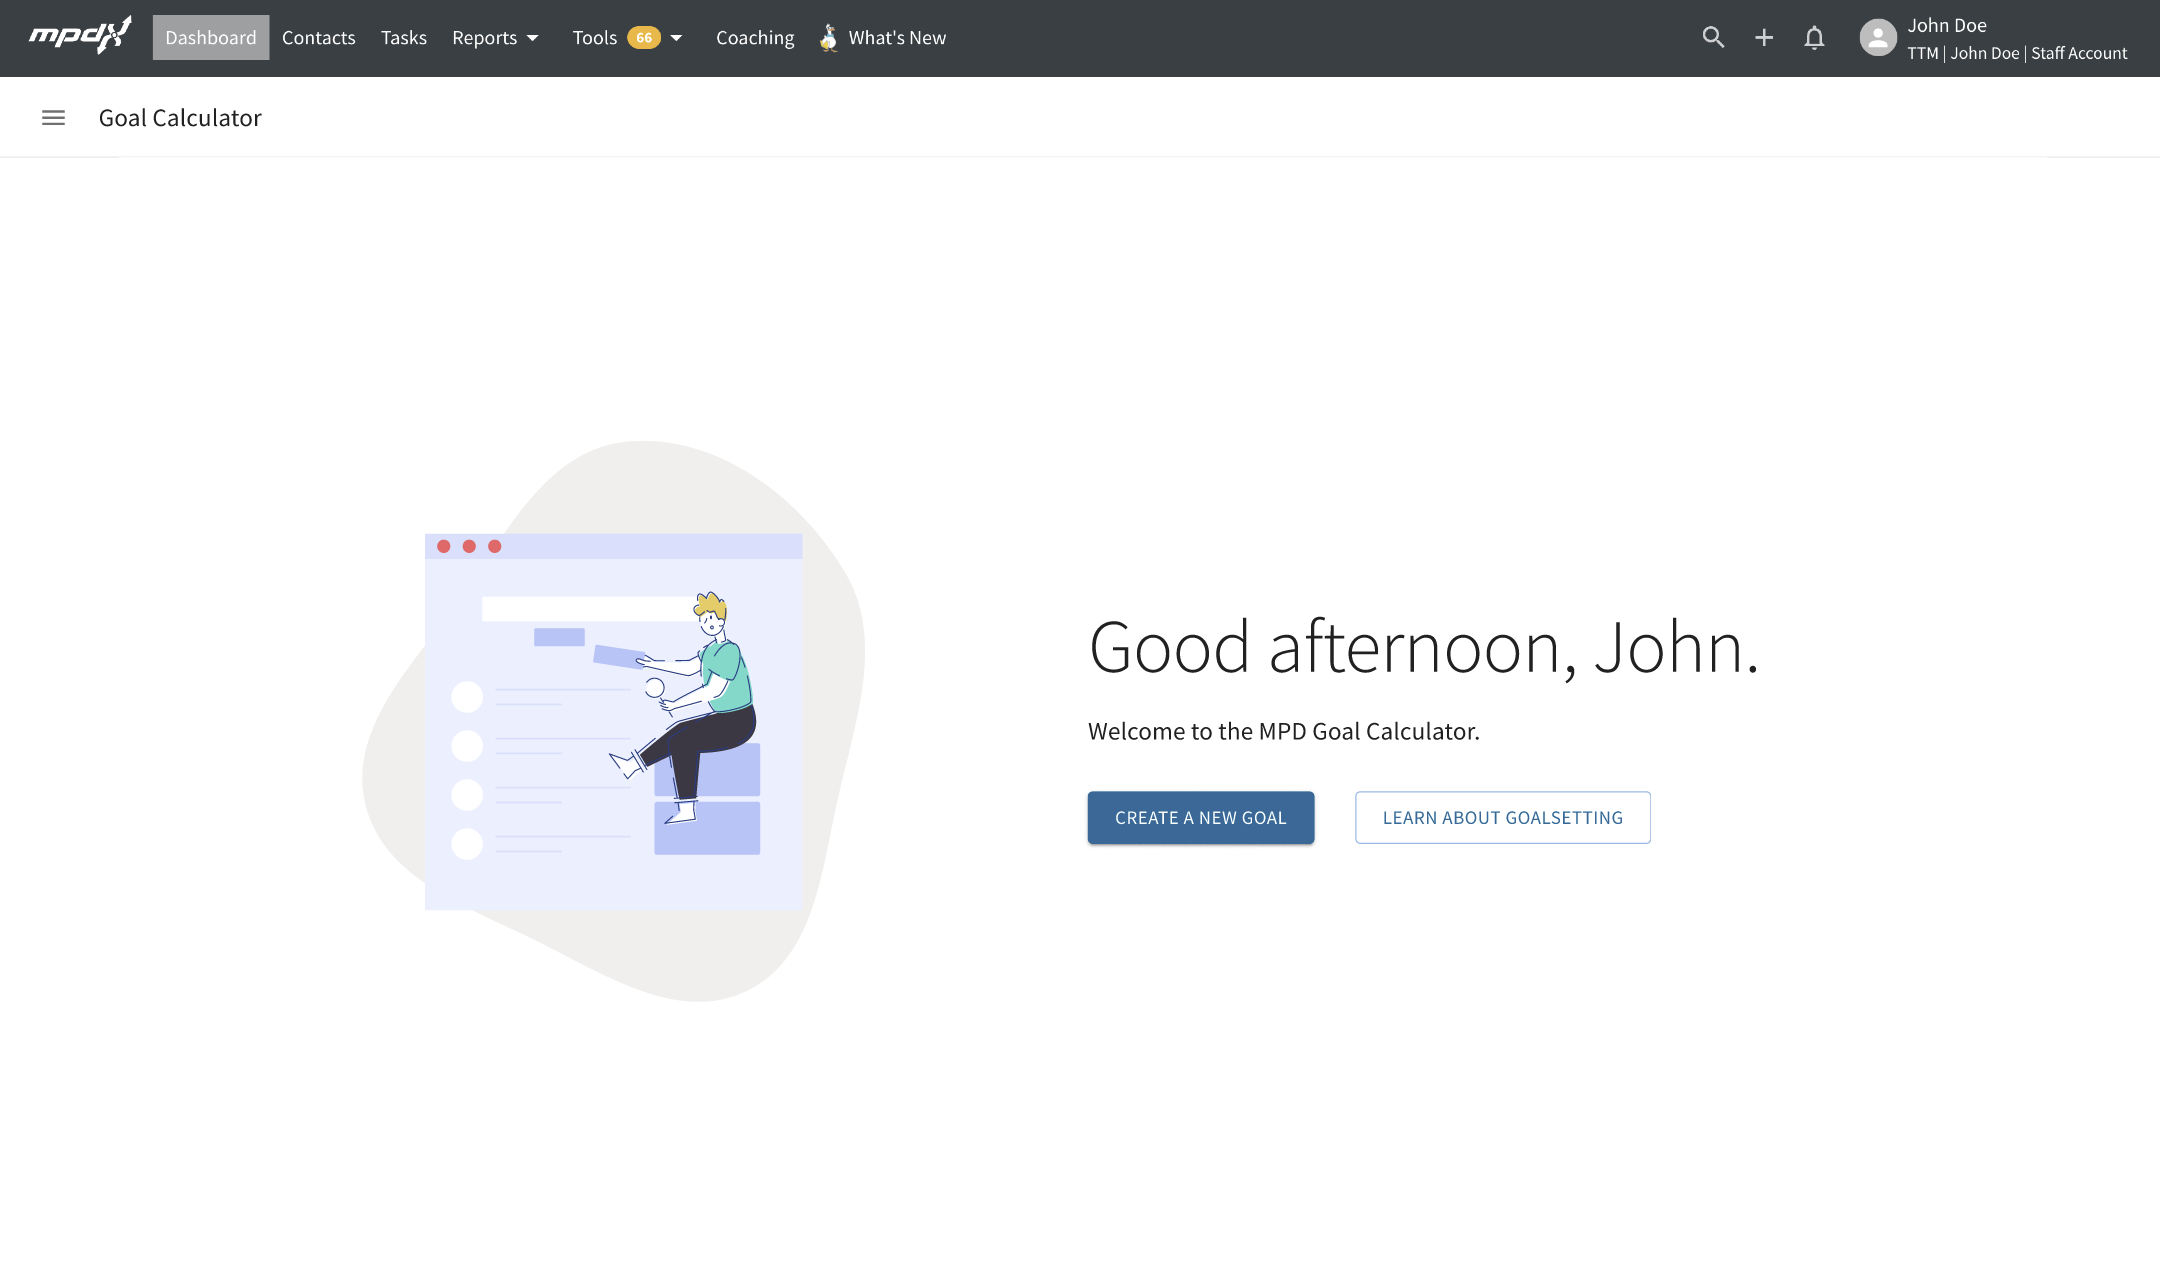 mpdx Dashboard Contacts Tasks Reports Tools 66 Coaching What's New John Doe
TTM | John Doe | Staff Account
Goal Calculator
Good afternoon, John.
Welcome to the MPD Goal Calculator.
CREATE A NEW GOAL LEARN ABOUT GOALSETTING